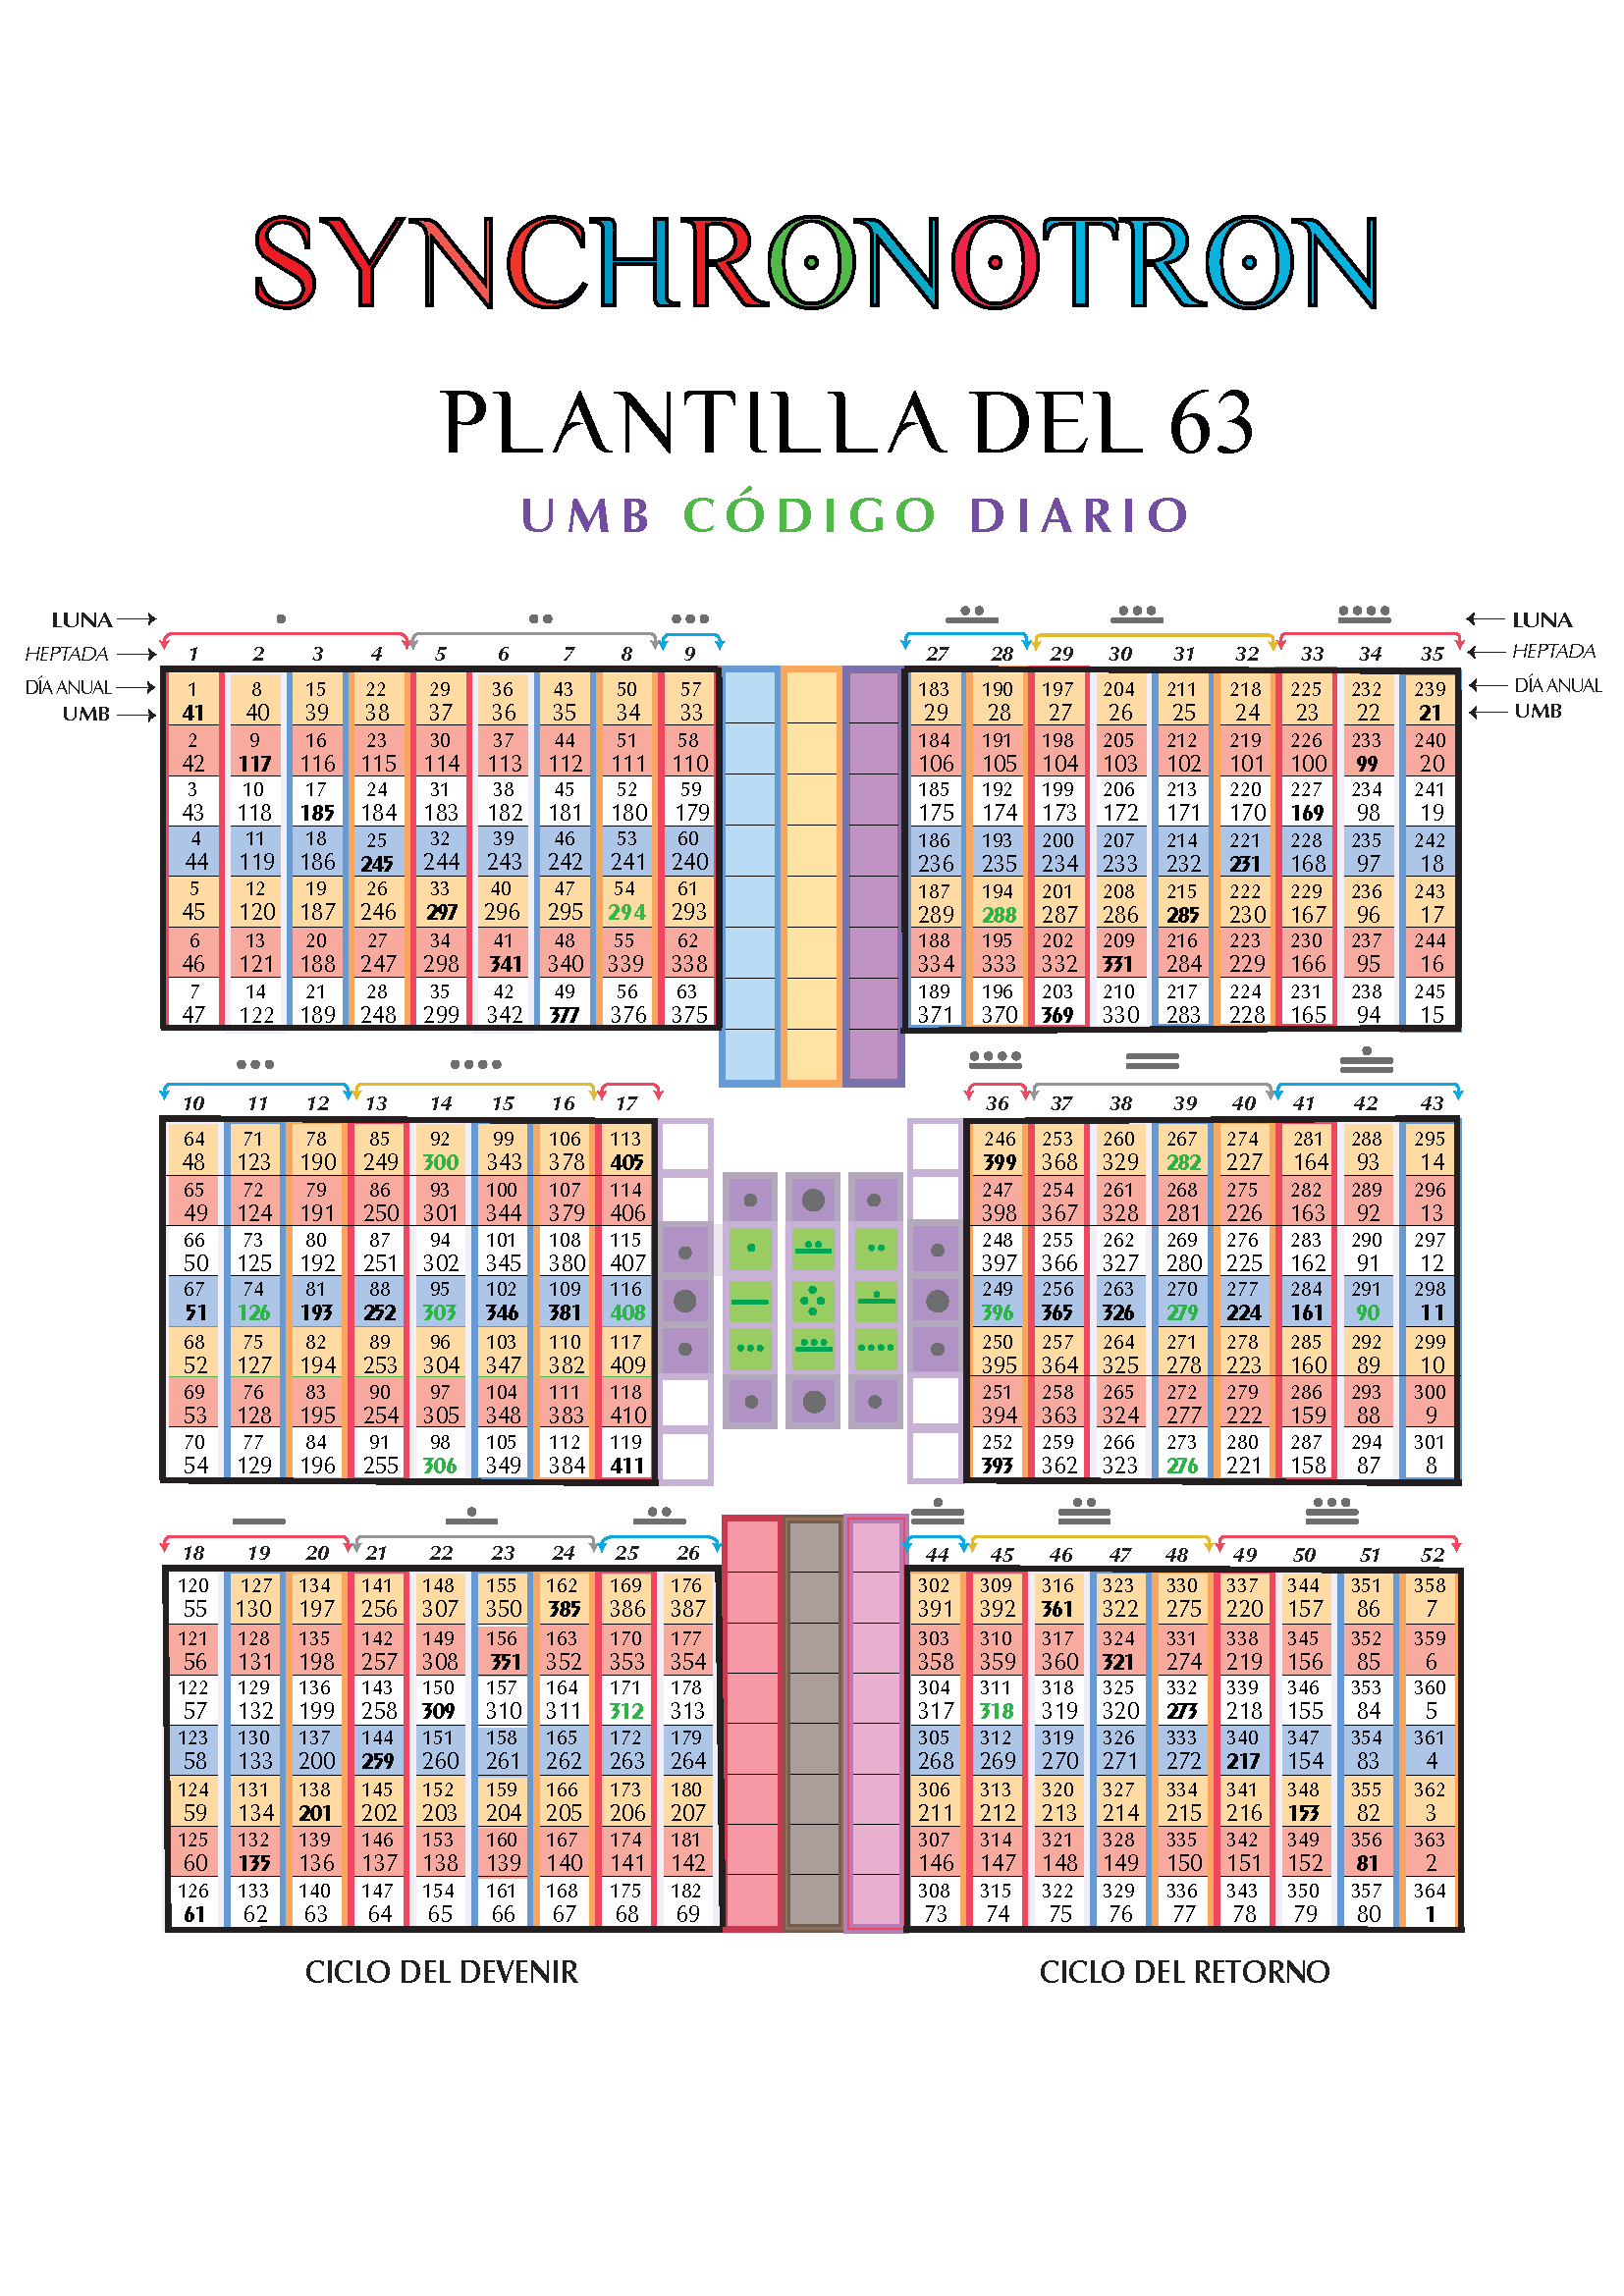 SYNCHRONOTRON
PLANTILLA DEL 63
UMB CÓDIGO DIARIO
LUNA LUNA
HEPTADA 1 2 3 4 5 6 7 8 9 27 28 29 30 31 32 33 34 35 HEPTADA
DÍA ANUAL 1 8 15 22 29 36 43 50 57 183 190 197 204 211 218 225 232 239 DÍA ANUAL
UMB 41 40 39 38 37 36 35 34 33 29 28 27 26 25 24 23 22 21 UMB
2 9 16 23 30 37 44 51 58 184 191 198 205 212 219 226 233 240
42 117 116 115 114 113 112 111 110 106 105 104 103 102 101 100 99 20
3 10 17 24 31 38 45 52 59 185 192 199 206 213 220 227 234 241
43 118 185 184 183 182 181 180 179 175 174 173 172 171 170 169 98 19
4 11 18 25 32 39 46 53 60 186 193 200 207 214 221 228 235 242
44 119 186 245 244 243 242 241 240 236 235 234 233 232 231 168 97 18
5 12 19 26 33 40 47 54 61 187 194 201 208 215 222 229 236 243
45 120 187 246 297 296 295 294 293 289 288 287 286 285 230 167 96 17
6 13 20 27 34 41 48 55 62 188 195 202 209 216 223 230 237 244
46 121 188 247 298 341 340 339 338 334 333 332 331 284 229 166 95 16
7 14 21 28 35 42 49 56 63 189 196 203 210 217 224 231 238 245
47 122 189 248 299 342 377 376 375 371 370 369 330 283 228 165 94 15
10 11 12 13 14 15 16 17 36 37 38 39 40 41 42 43
64 71 78 85 92 99 106 113 246 253 260 267 274 281 288 295
48 123 190 249 300 343 378 405 399 368 329 282 227 164 93 14
65 72 79 86 93 100 107 114 247 254 261 268 275 282 289 296
49 124 191 250 301 344 379 406 398 367 328 281 226 163 92 13
66 73 80 87 94 101 108 115 248 255 262 269 276 283 290 297
50 125 192 251 302 345 380 407 397 366 327 280 225 162 91 12
67 74 81 88 95 102 109 116 249 256 263 270 277 284 291 298
51 126 193 252 303 346 381 408 396 365 326 279 224 161 90 11
68 75 82 89 96 103 110 117 250 257 264 271 278 285 292 299
52 127 194 253 304 347 382 409 395 364 325 278 223 160 89 10
69 76 83 90 97 104 111 118 251 258 265 272 279 286 293 300
53 128 195 254 305 348 383 410 394 363 324 277 222 159 88 9
70 77 84 91 98 105 112 119 252 259 266 273 280 287 294 301
54 129 196 255 306 349 384 411 393 362 323 276 221 158 87 8
18 19 20 21 22 23 24 25 26 44 45 46 47 48 49 50 51 52
120 127 134 141 148 155 162 169 176 302 309 316 323 330 337 344 351 358
55 130 197 256 307 350 385 386 387 391 392 361 322 275 220 157 86 7
121 128 135 142 149 156 163 170 177 303 310 317 324 331 338 345 352 359
56 131 198 257 308 351 352 353 354 358 359 360 321 274 219 156 85 6
122 129 136 143 150 157 164 171 178 304 311 318 325 332 339 346 353 360
57 132 199 258 309 310 311 312 313 317 318 319 320 273 218 155 84 5
123 130 137 144 151 158 165 172 179 305 312 319 326 333 340 347 354 361
58 133 200 259 260 261 262 263 264 268 269 270 271 272 217 154 83 4
124 131 138 145 152 159 166 173 180 306 313 320 327 334 341 348 355 362
59 134 201 202 203 204 205 206 207 211 212 213 214 215 216 153 82 3
125 132 139 146 153 160 167 174 181 307 314 321 328 335 342 349 356 363
60 135 136 137 138 139 140 141 142 146 147 148 149 150 151 152 81 2
126 133 140 147 154 161 168 175 182 308 315 322 329 336 343 350 357 364
61 62 63 64 65 66 67 68 69 73 74 75 76 77 78 79 80 1
CICLO DEL DEVENIR CICLO DEL RETORNO